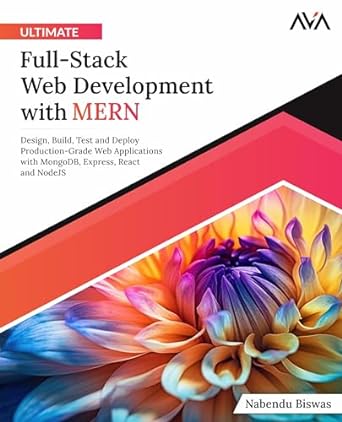 ULTIMATE
AVA
Full-Stack
Web Development
with MERN
Design, Build, Test and Deploy
Production-Grade Web Applications
with MongoDB, Express, React
and NodeJS
Nabendu Biswas